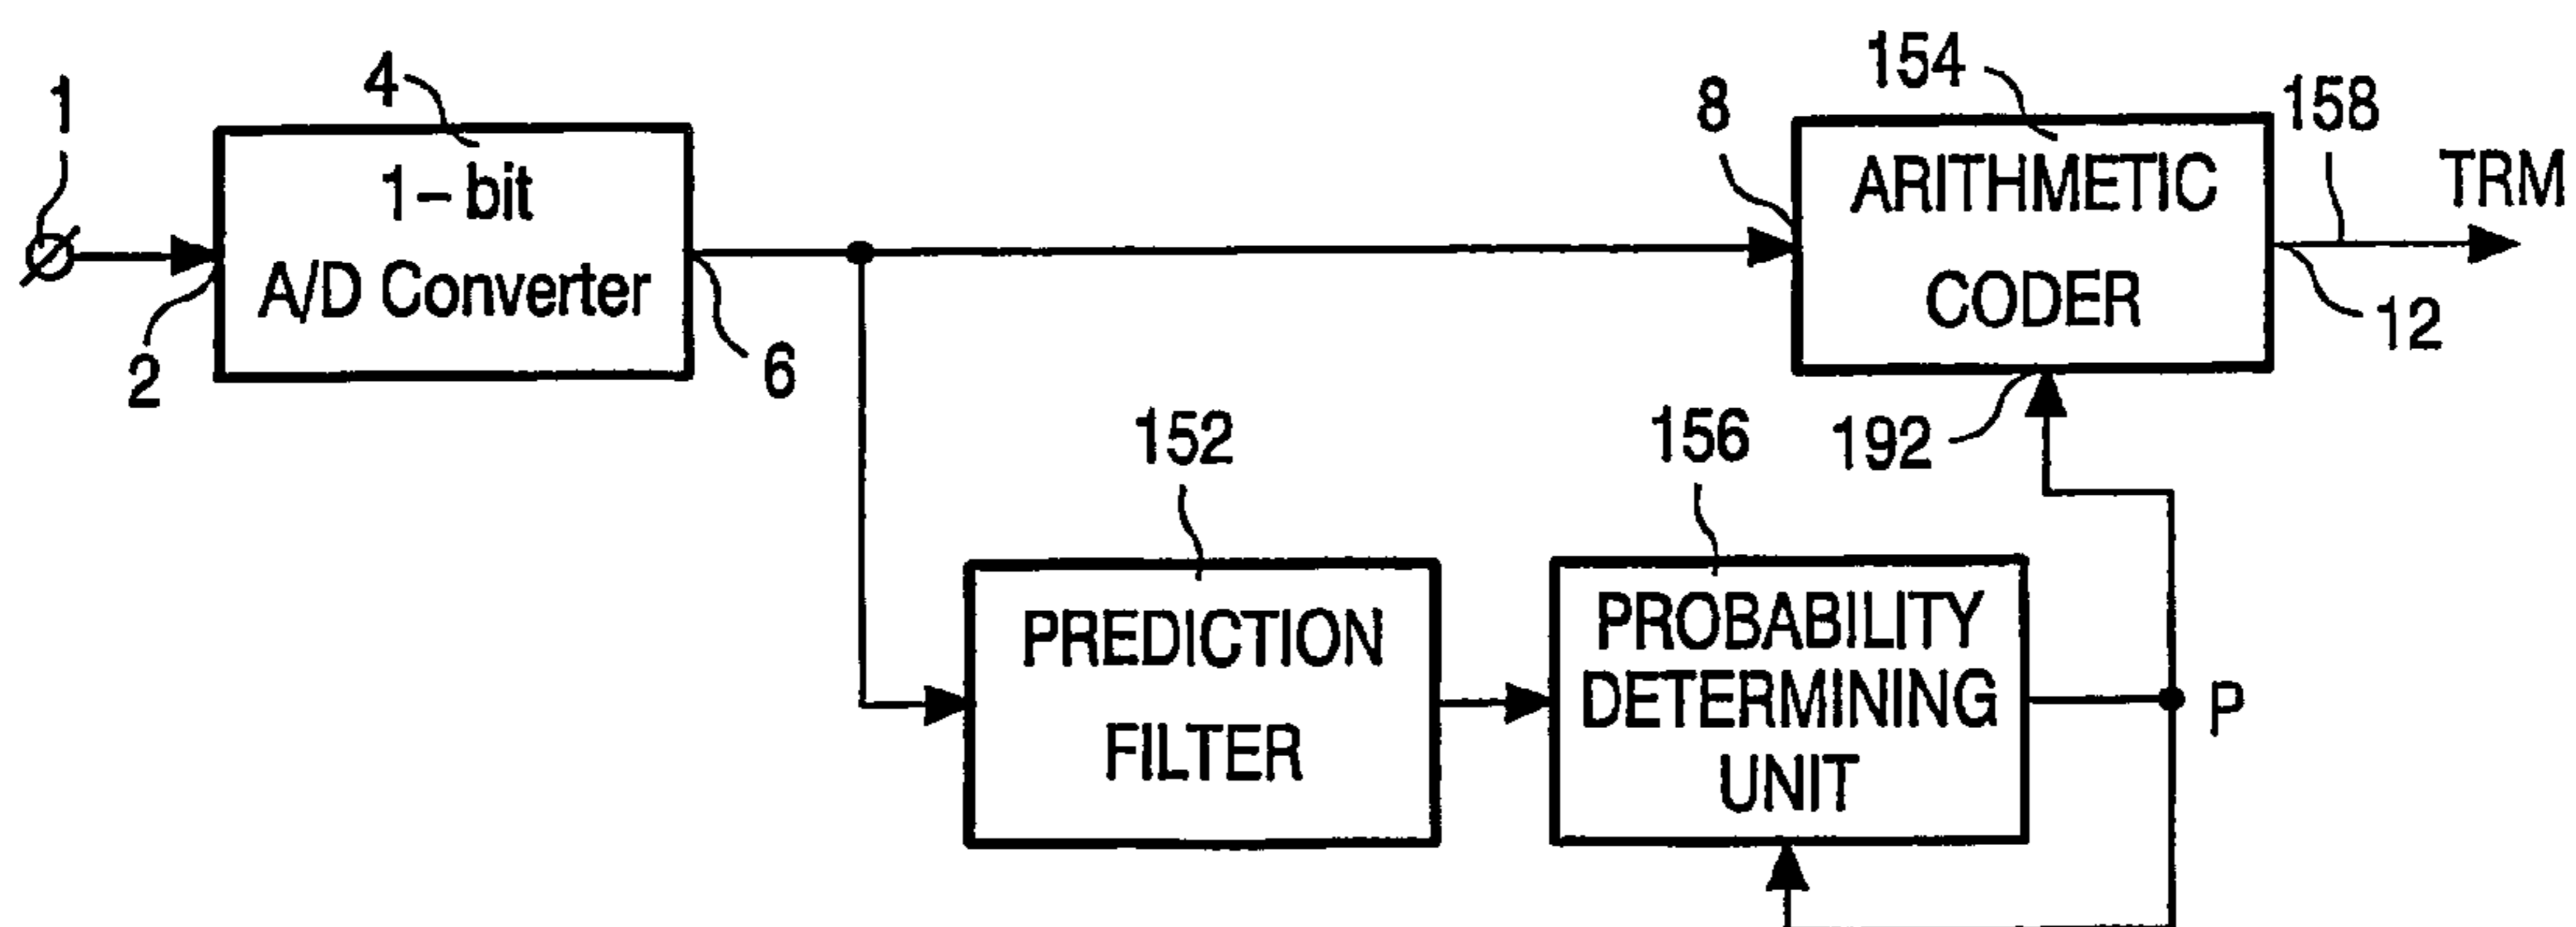 1
4
1-bit
A/D Converter
2
6
8
154
ARITHMETIC
CODER
158
TRM
12
192
152
PREDICTION
FILTER
156
PROBABILITY
DETERMINING
UNIT
P